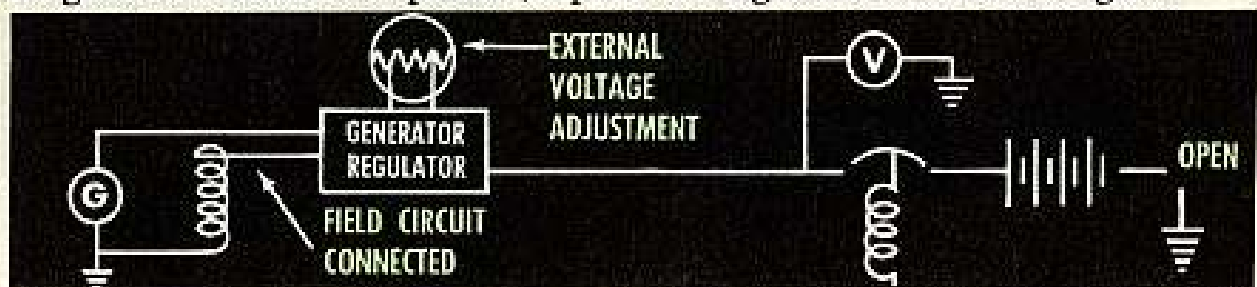 EXTERNAL
VOLTAGE
ADJUSTMENT
V
GENERATOR
REGULATOR
OPEN
G
FIELD CIRCUIT
CONNECTED